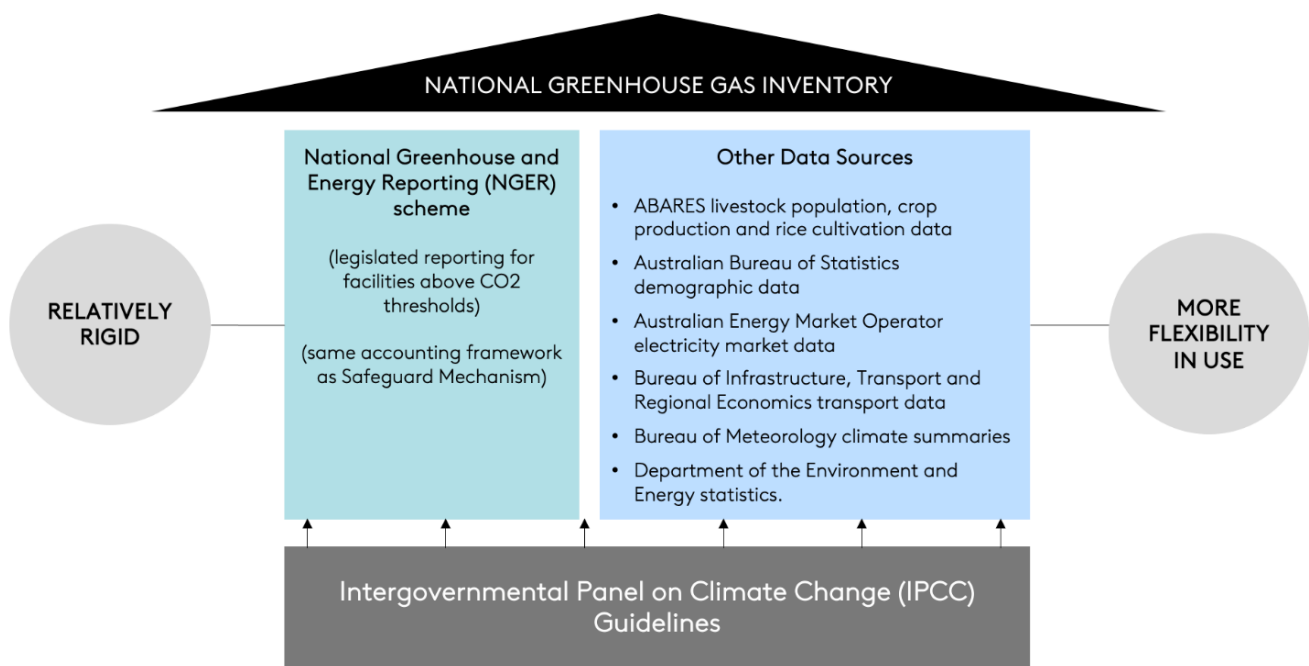 NATIONAL GREENHOUSE GAS INVENTORY
RELATIVELY
RIGID
National Greenhouse and
Energy Reporting (NGER)
scheme
(legislated reporting for
facilities above CO2
thresholds)
(same accounting framework
as Safeguard Mechanism)
Other Data Sources
• ABARES livestock population, crop
production and rice cultivation data
• Australian Bureau of Statistics
demographic data
• Australian Energy Market Operator
electricity market data
• Bureau of Infrastructure, Transport and
Regional Economics transport data
• Bureau of Meteorology climate summaries
• Department of the Environment and
Energy statistics.
MORE
FLEXIBILITY
IN USE
Intergovernmental Panel on Climate Change (IPCC)
Guidelines